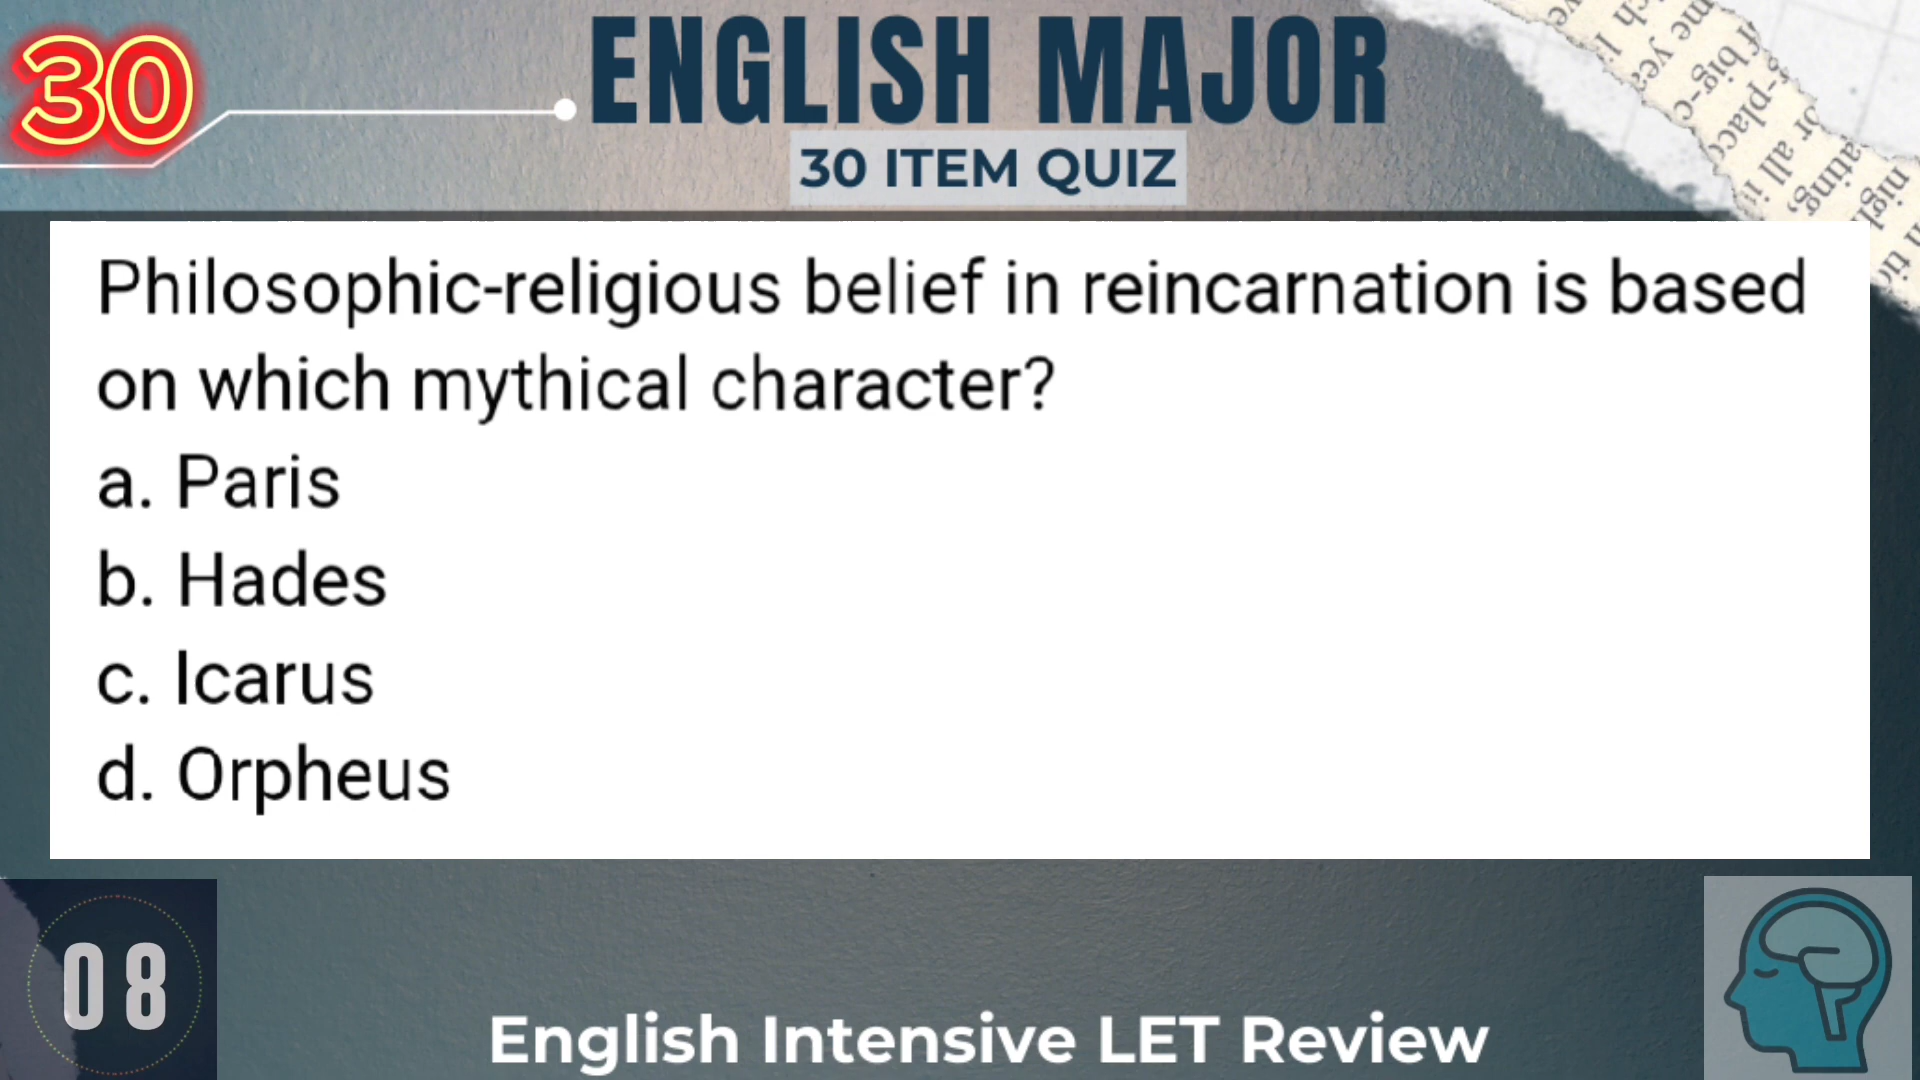 30
ENGLISH MAJOR
30 ITEM QUIZ
Philosophic-religious belief in reincarnation is based
on which mythical character?
a. Paris
b. Hades
c. Icarus
d. Orpheus
08
English Intensive LET Review